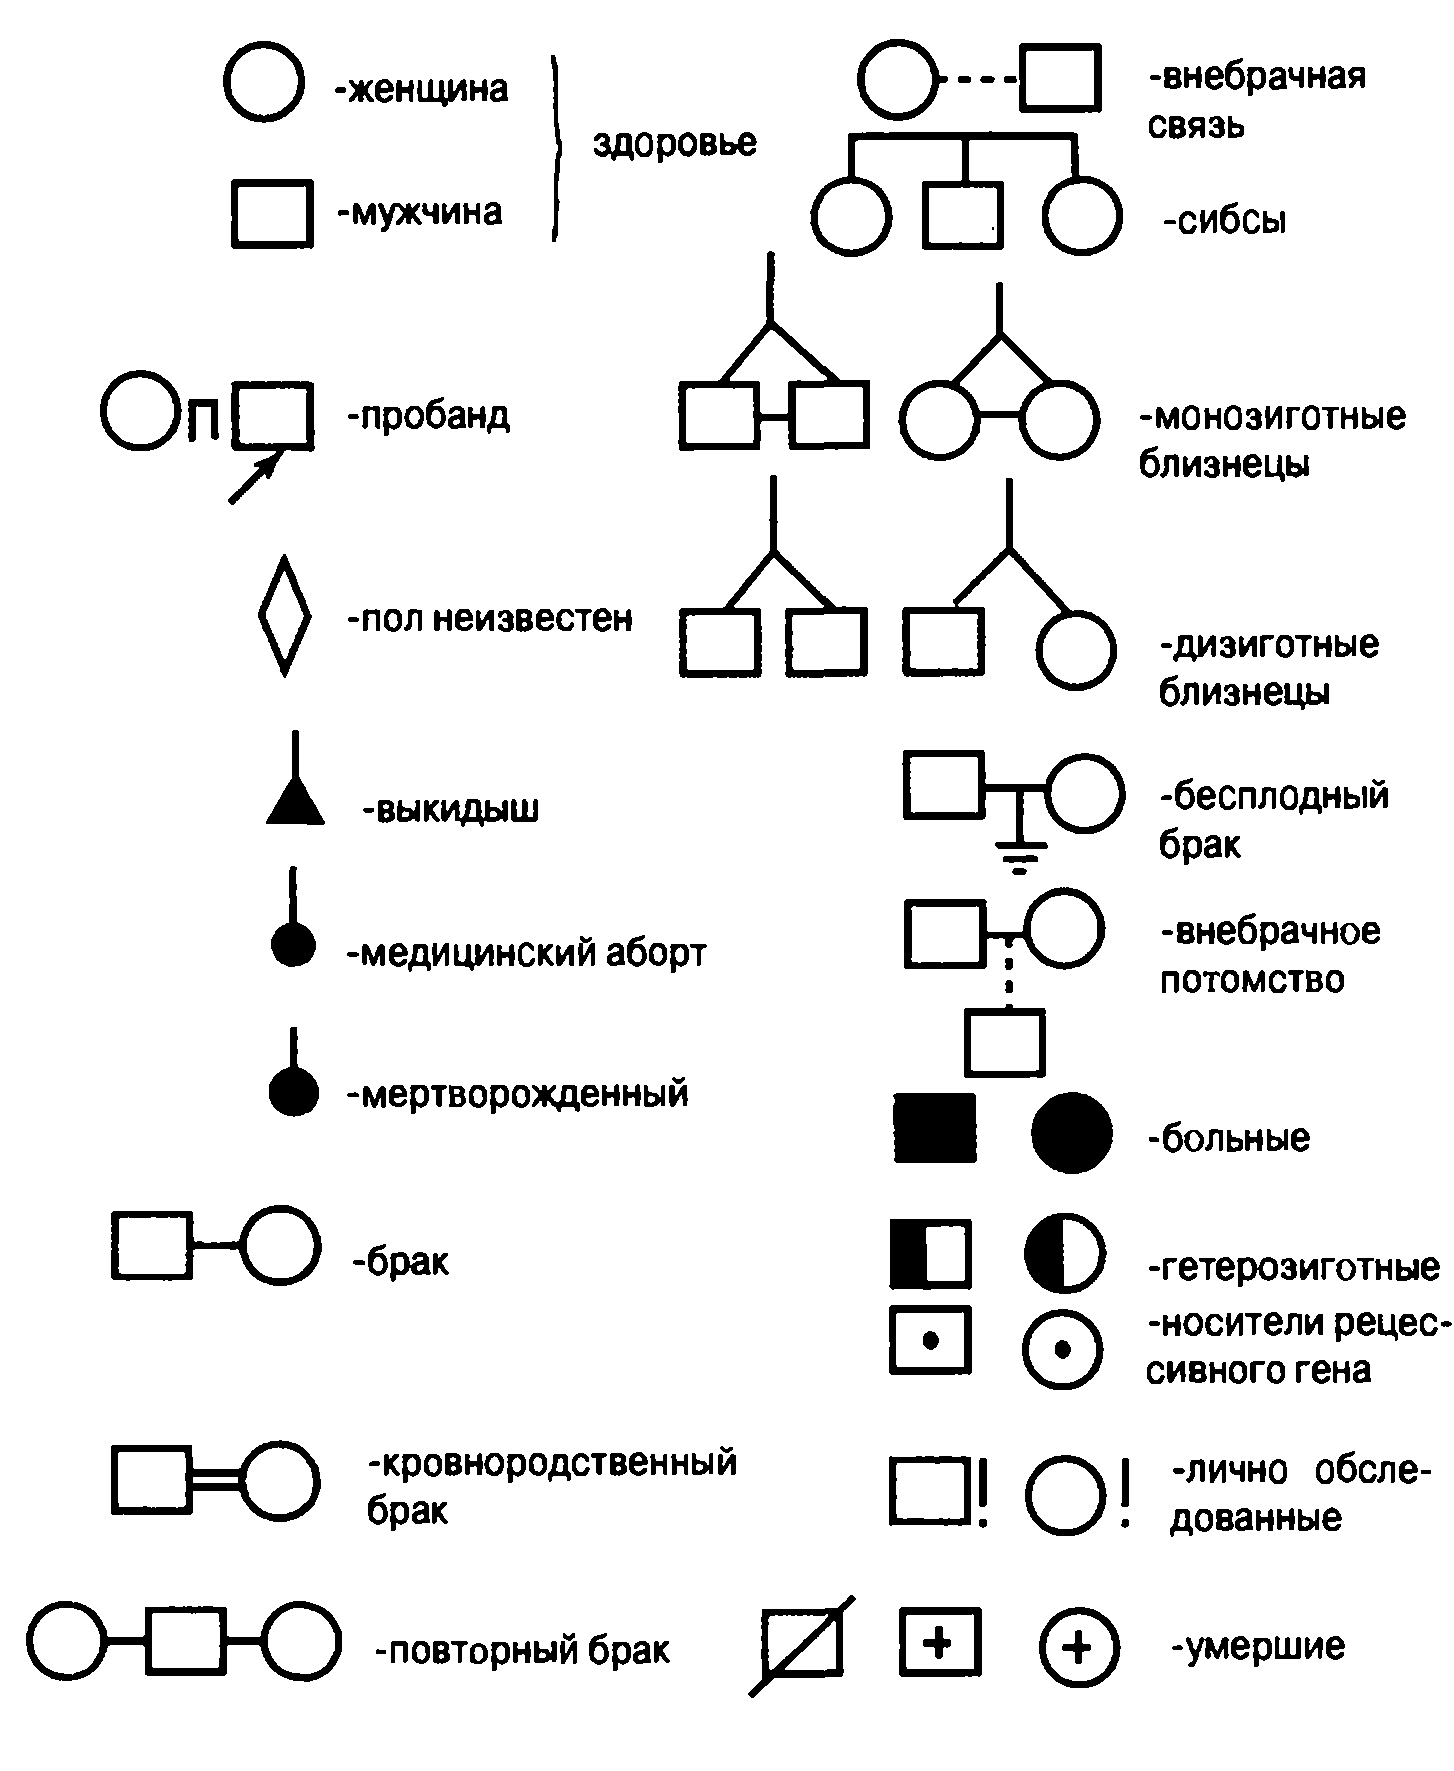 -женщина
здоровье
-мужчина
П
-пробанд
-пол неизвестен
-выкидыш
-медицинский аборт
-мертворожденный
-брак
-кровнородственный
брак
-повторный брак
-внебрачная
связь
-сибсы
-монозиготные
близнецы
-дизиготные
близнецы
-бесплодный
брак
-внебрачное
потомство
-больные
-гетерозиготные
-носители рецес-
сивного гена
! ! -лично обсле-
дованные
-умершие